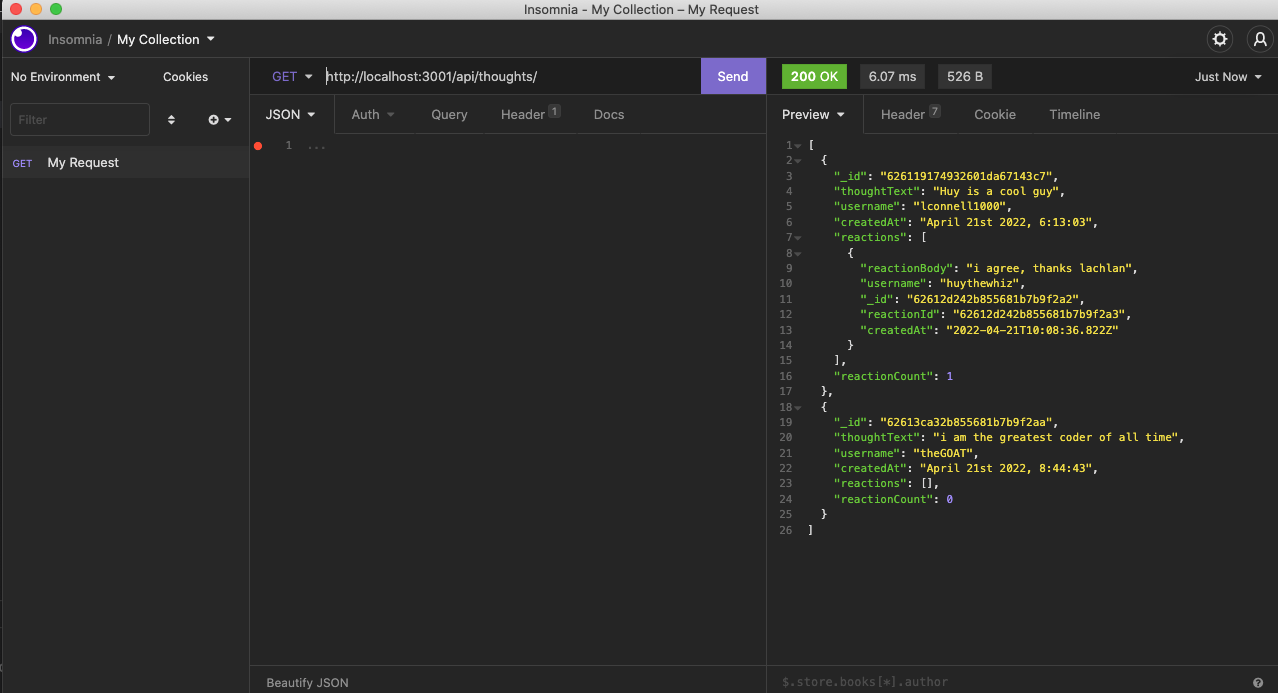 Insomnia - My Collection – My Request
Insomnia / My Collection
No Environment
Cookies
GET
http://localhost:3001/api/thoughts/
Send
200 OK
6.07 ms
526 B
Just Now
Filter
GET My Request
JSON
Auth
Query
Header 1
Docs
Preview
Header 7
Cookie
Timeline
1 ...
1 [
2 {
3 "_id": "626119174932601da67143c7",
4 "thoughtText": "Huy is a cool guy",
5 "username": "lconnell1000",
6 "createdAt": "April 21st 2022, 6:13:03",
7 "reactions": [
8 {
9 "reactionBody": "i agree, thanks lachlan",
10 "username": "huythewhiz",
11 "_id": "62612d242b855681b7b9f2a2",
12 "reactionId": "62612d242b855681b7b9f2a3",
13 "createdAt": "2022-04-21T10:08:36.822Z"
14 }
15 ],
16 "reactionCount": 1
17 },
18 {
19 "_id": "62613ca32b855681b7b9f2aa",
20 "thoughtText": "i am the greatest coder of all time",
21 "username": "theGOAT",
22 "createdAt": "April 21st 2022, 8:44:43",
23 "reactions": [],
24 "reactionCount": 0
25 }
26 ]
Beautify JSON
$.store.books[*].author